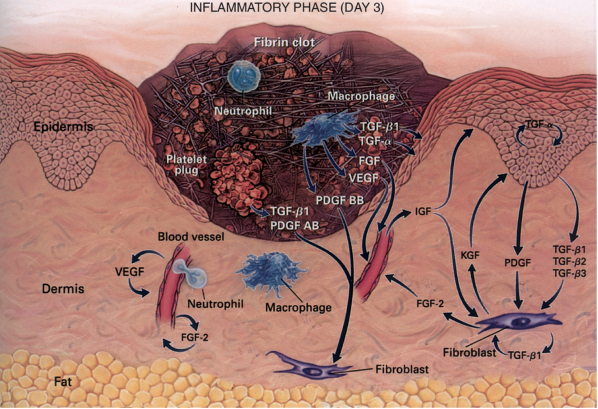 INFLAMMATORY PHASE (DAY 3)
Fibrin clot
Neutrophil
Macrophage
TGF-β1
TGF-α
FGF
VEGF
PDGF BB
Epidermis
Platelet
plug
TGF-β1
PDGF AB
TGF-α
IGF
Blood vessel
VEGF
Neutrophil
FGF-2
Macrophage
Dermis
KGF
PDGF
TGF-β1
TGF-β2
TGF-β3
FGF-2
Fibroblast
TGF-β1
Fibroblast
Fat